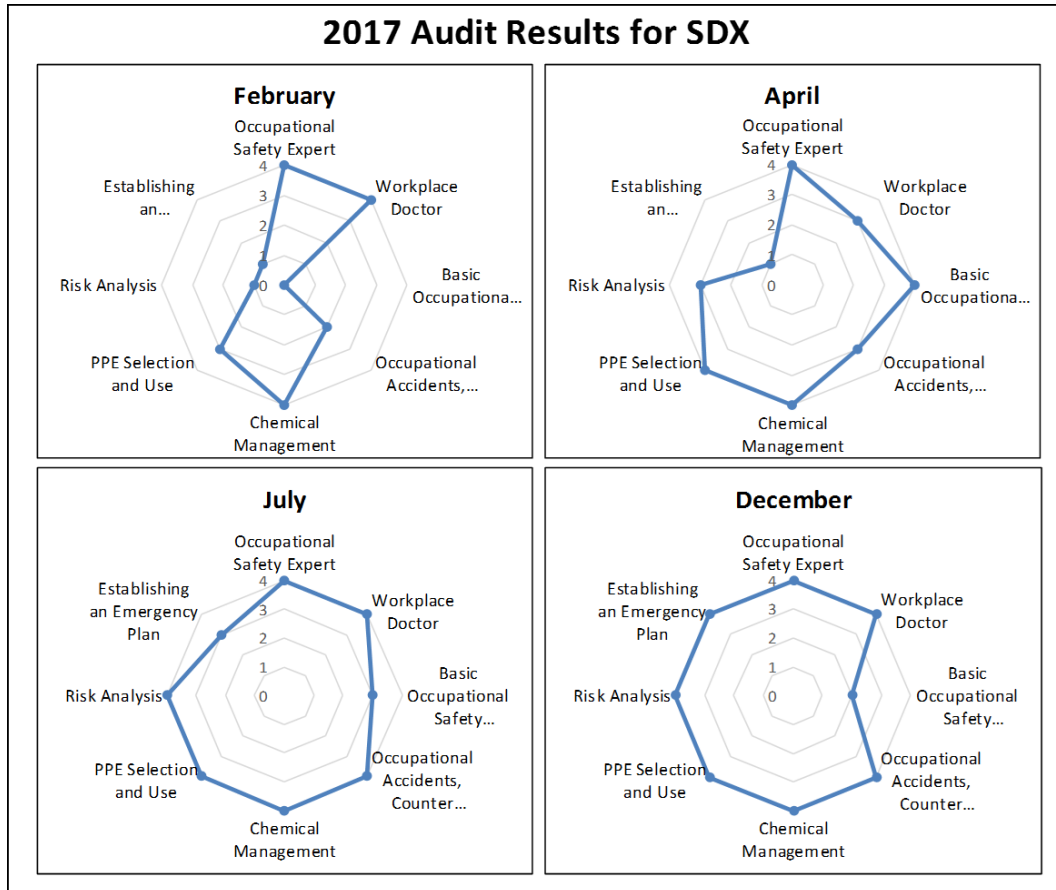 2017 Audit Results for SDX
February
Occupational
Safety Expert
Workplace
Doctor
Basic
Occupationa...
Occupational
Accidents,...
Chemical
Management
PPE Selection
and Use
Risk Analysis
Establishing
an...
4
3
2
1
0
April
Occupational
Safety Expert
Workplace
Doctor
Basic
Occupationa...
Occupational
Accidents,...
Chemical
Management
PPE Selection
and Use
Risk Analysis
Establishing
an...
4
3
2
1
0
July
Occupational
Safety Expert
Workplace
Doctor
Basic
Occupational
Safety...
Occupational
Accidents,
Counter...
Chemical
Management
PPE Selection
and Use
Risk Analysis
Establishing
an Emergency
Plan
4
3
2
1
0
December
Occupational
Safety Expert
Workplace
Doctor
Basic
Occupational
Safety...
Occupational
Accidents,
Counter...
Chemical
Management
PPE Selection
and Use
Risk Analysis
Establishing
an Emergency
Plan
4
3
2
1
0